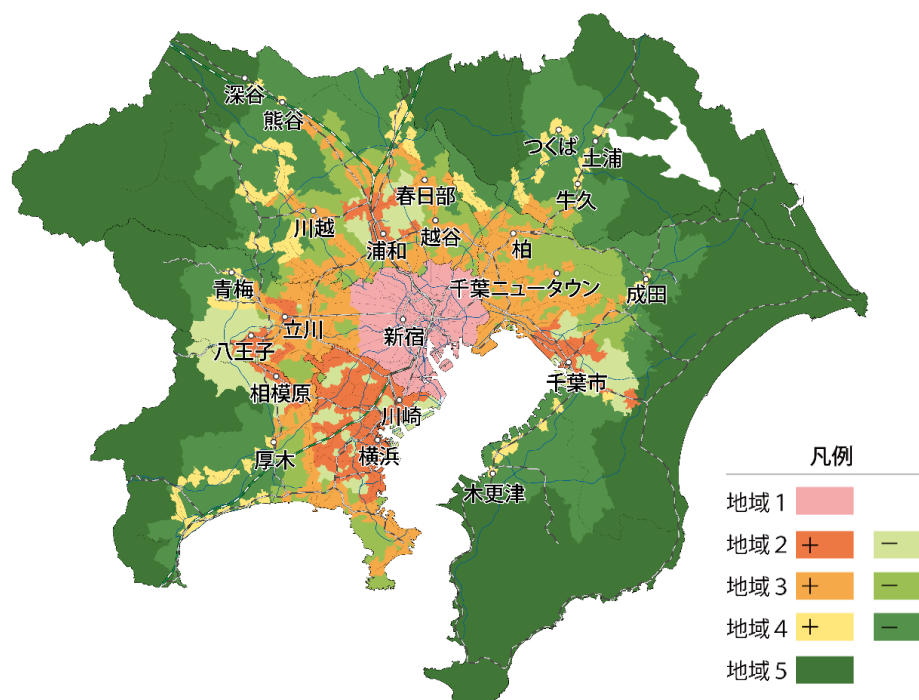 深谷
熊谷
つくば
土浦
春日部
牛久
川越
浦和
越谷
柏
青梅
千葉ニュータウン
成田
立川
新宿
八王子
相模原
千葉市
川崎
厚木
横浜
木更津
凡例
地域1
地域2 + −
地域3 + −
地域4 + −
地域5